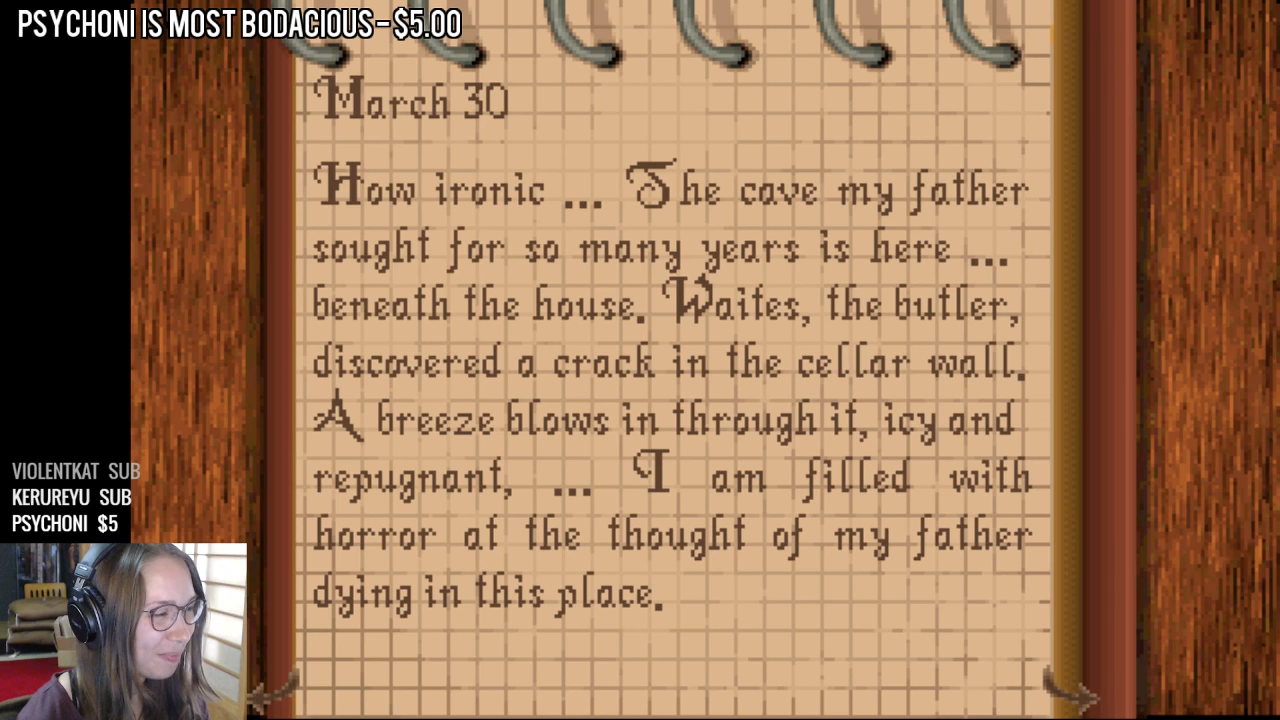 PSYCHONI IS MOST BODACIOUS - $5.00
March 30
How ironic ... The cave my father
sought for so many years is here ...
beneath the house. Waites, the butler,
discovered a crack in the cellar wall.
A breeze blows in through it, icy and
repugnant, ... I am filled with
horror at the thought of my father
dying in this place.
VIOLENTKAT SUB
KERUREYU SUB
PSYCHONI $5